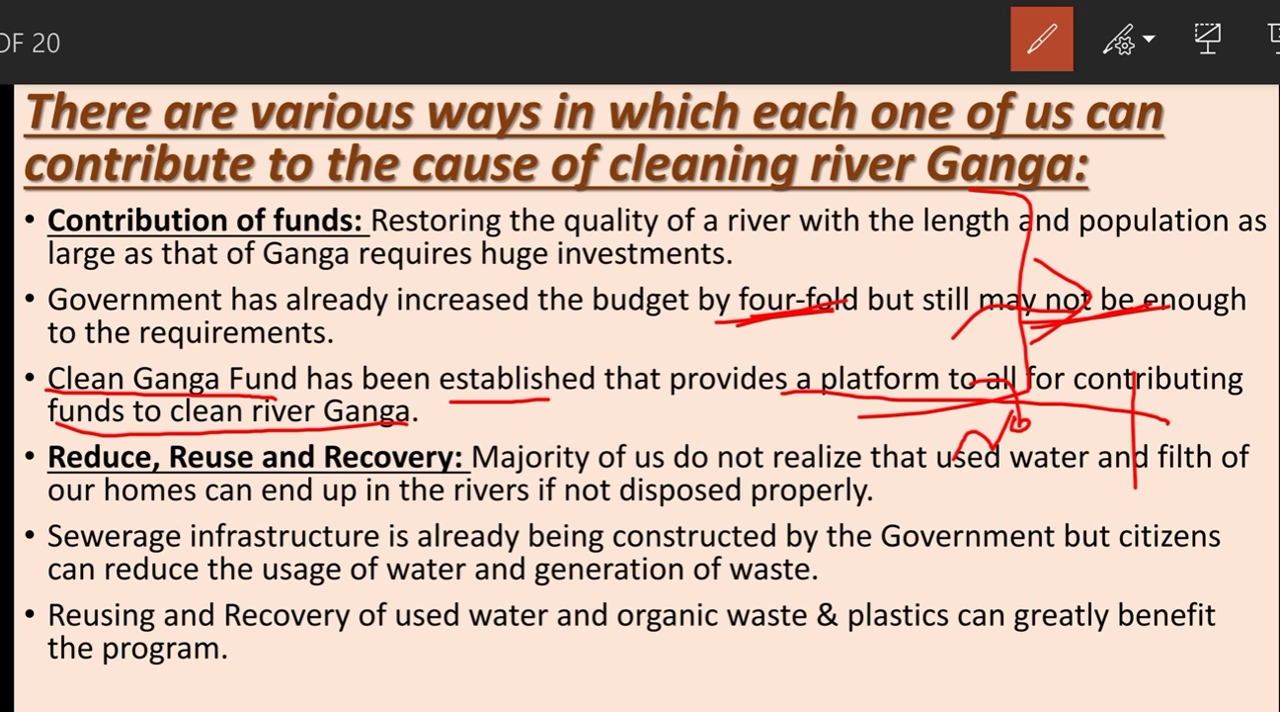 OF 20
There are various ways in which each one of us can
contribute to the cause of cleaning river Ganga:
• Contribution of funds: Restoring the quality of a river with the length and population as
large as that of Ganga requires huge investments.
• Government has already increased the budget by four-fold but still may not be enough
to the requirements.
• Clean Ganga Fund has been established that provides a platform to all for contributing
funds to clean river Ganga.
• Reduce, Reuse and Recovery: Majority of us do not realize that used water and filth of
our homes can end up in the rivers if not disposed properly.
• Sewerage infrastructure is already being constructed by the Government but citizens
can reduce the usage of water and generation of waste.
• Reusing and Recovery of used water and organic waste & plastics can greatly benefit
the program.